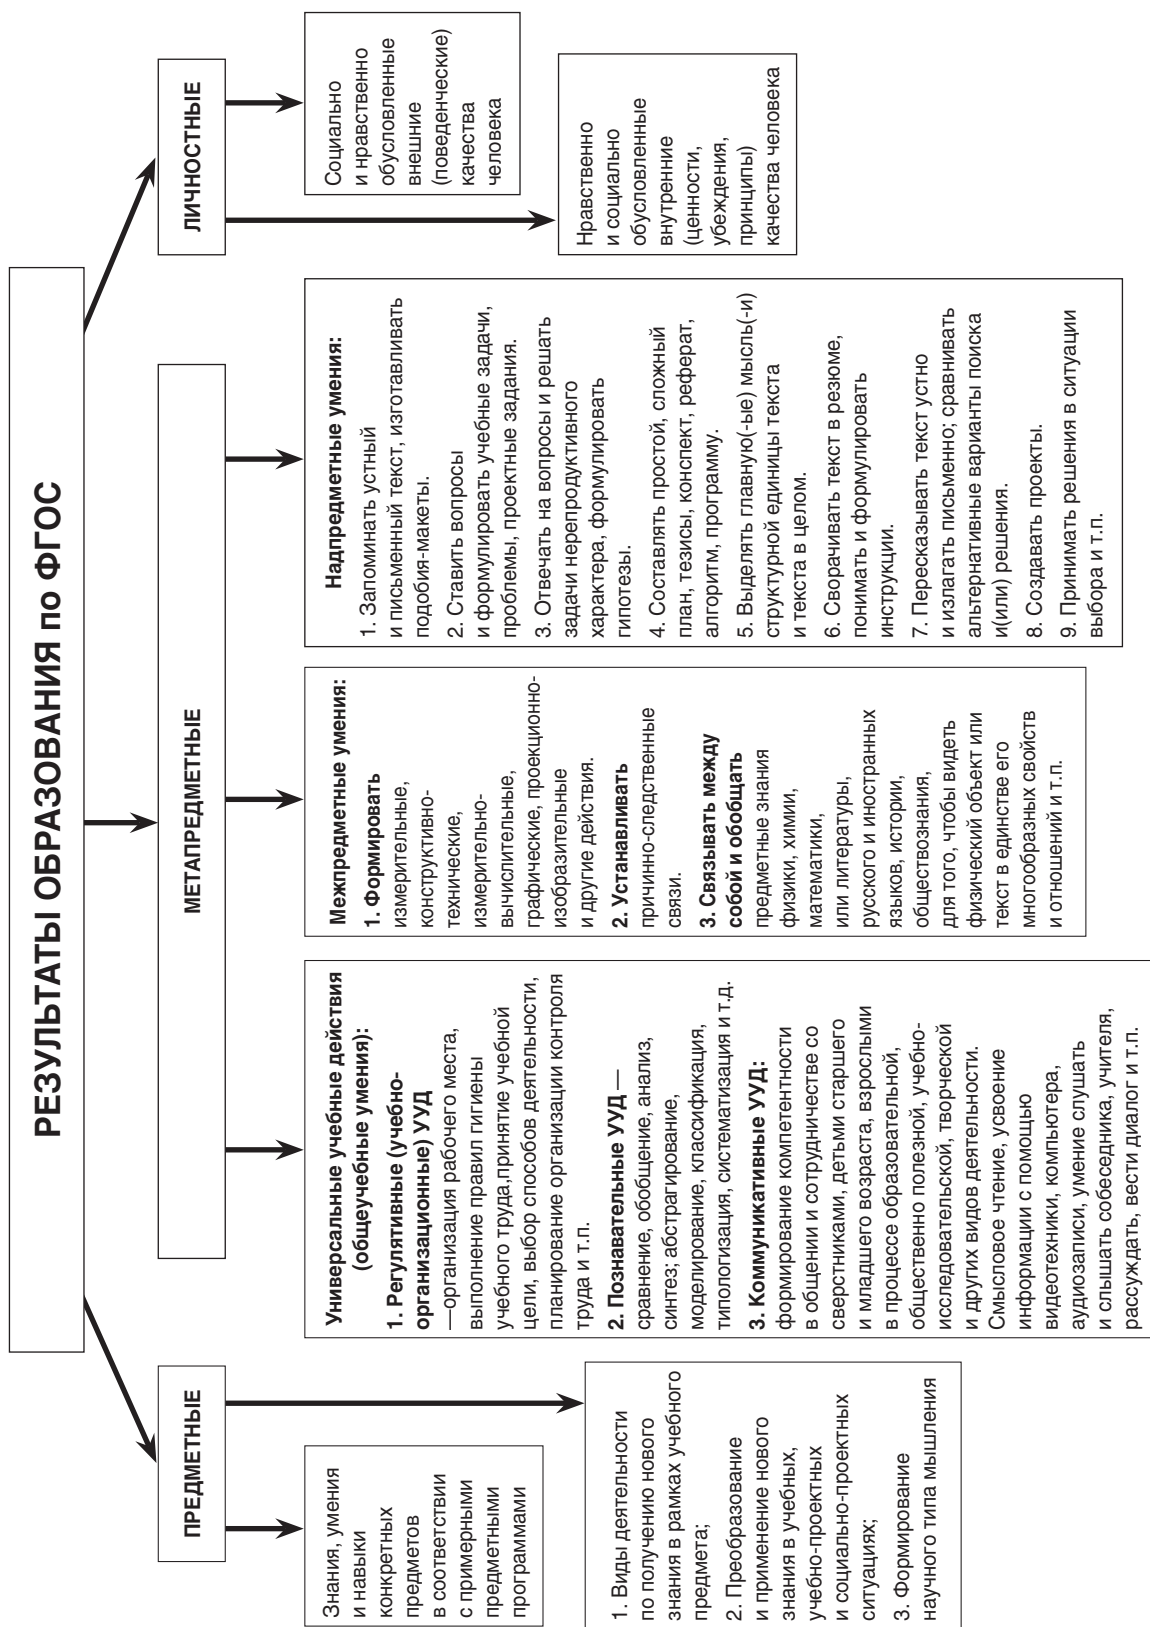 РЕЗУЛЬТАТЫ ОБРАЗОВАНИЯ по ФГОС
ПРЕДМЕТНЫЕ
Знания, умения
и навыки
конкретных
предметов
в соответствии
с примерными
предметными
программами
1. Виды деятельности
по получению нового
знания в рамках учебного
предмета;
2. Преобразование
и применение нового
знания в учебных,
учебно-проектных
и социально-проектных
ситуациях;
3. Формирование
научного типа мышления
МЕТАПРЕДМЕТНЫЕ
Универсальные учебные действия
(общеучебные умения):
1. Регулятивные (учебно-
организационные) УУД
—организация рабочего места,
выполнение правил гигиены
учебного труда,принятие учебной
цели, выбор способов деятельности,
планирование организации контроля
труда и т.п.
2. Познавательные УУД —
сравнение, обобщение, анализ,
синтез; абстрагирование,
моделирование, классификация,
типологизация, систематизация и т.д.
3. Коммуникативные УУД:
формирование компетентности
в общении и сотрудничестве со
сверстниками, детьми старшего
и младшего возраста, взрослыми
в процессе образовательной,
общественно полезной, учебно-
исследовательской, творческой
и других видов деятельности.
Смысловое чтение, усвоение
информации с помощью
видеотехники, компьютера,
аудиозаписи, умение слушать
и слышать собеседника, учителя,
рассуждать, вести диалог и т.п.
Межпредметные умения:
1. Формировать
измерительные,
конструктивно-
технические,
измерительно-
вычислительные,
графические, проекционно-
изобразительные
и другие действия.
2. Устанавливать
причинно-следственные
связи.
3. Связывать между
собой и обобщать
предметные знания
физики, химии,
математики,
или литературы,
русского и иностранных
языков, истории,
обществознания,
для того, чтобы видеть
физический объект или
текст в единстве его
многообразных свойств
и отношений и т.п.
Надпредметные умения:
1. Запоминать устный
и письменный текст, изготавливать
подобия-макеты.
2. Ставить вопросы
и формулировать учебные задачи,
проблемы, проектные задания.
3. Отвечать на вопросы и решать
задачи непродуктивного
характера, формулировать
гипотезы.
4. Составлять простой, сложный
план, тезисы, конспект, реферат,
алгоритм, программу.
5. Выделять главную(-ые) мысль(-и)
структурной единицы текста
и текста в целом.
6. Сворачивать текст в резюме,
понимать и формулировать
инструкции.
7. Пересказывать текст устно
и излагать письменно; сравнивать
альтернативные варианты поиска
и(или) решения.
8. Создавать проекты.
9. Принимать решения в ситуации
выбора и т.п.
ЛИЧНОСТНЫЕ
Социально
и нравственно
обусловленные
внешние
(поведенческие)
качества
человека
Нравственно
и социально
обусловленные
внутренние
(ценности,
убеждения,
принципы)
качества человека